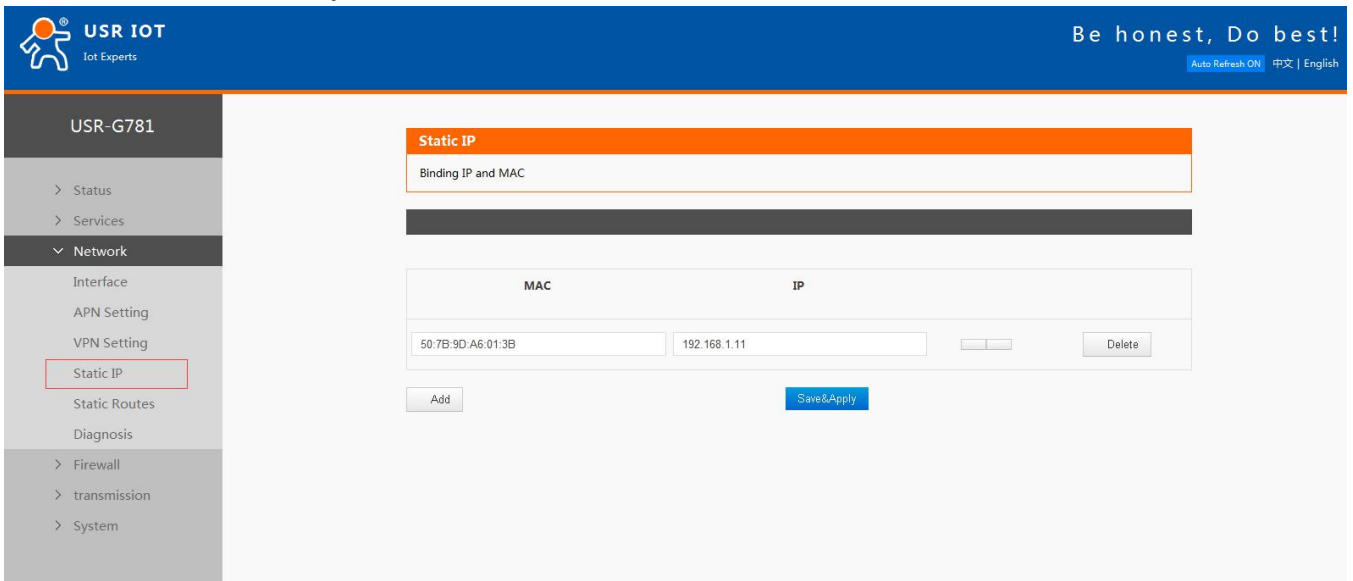 USR IOT
Iot Experts
®
Be honest, Do best!
Auto Refresh ON 中文 | English
USR-G781
Status
Services
Network
Interface
APN Setting
VPN Setting
Static IP
Static Routes
Diagnosis
Firewall
transmission
System
Static IP
Binding IP and MAC
MAC IP
50:7B:9D:A6:01:3B 192.168.1.11 Delete
Add Save&Apply